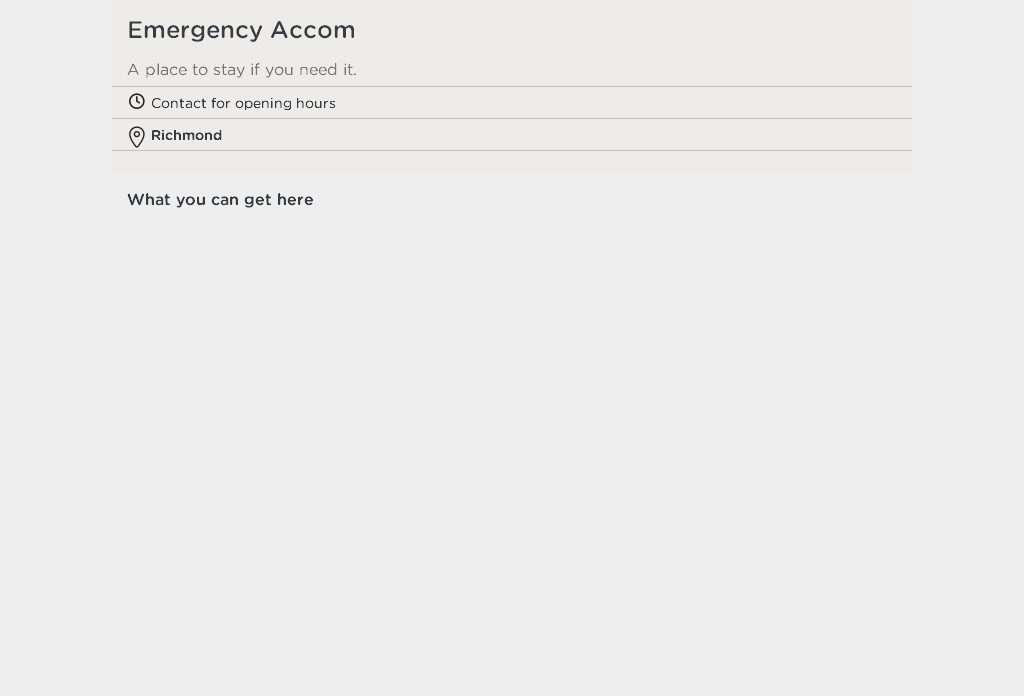 Emergency Accom
A place to stay if you need it.
Contact for opening hours
Richmond
What you can get here